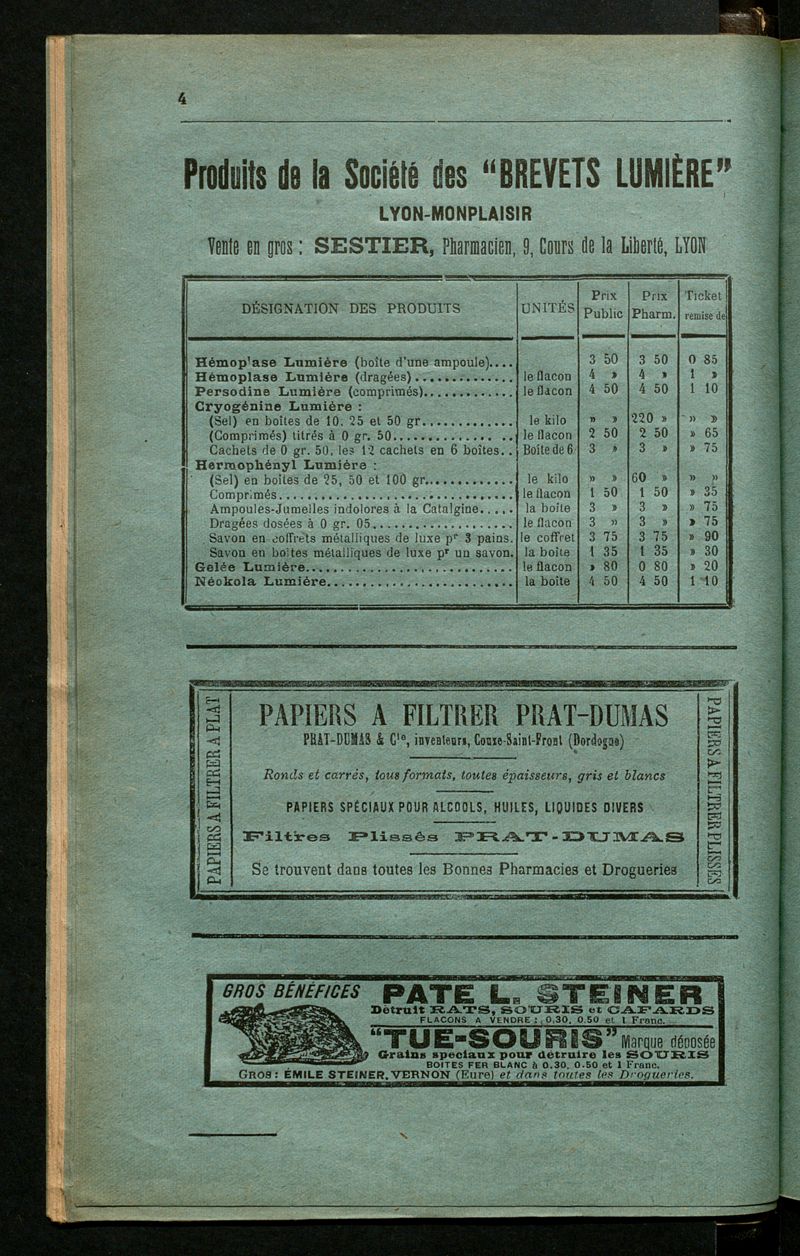 4
Produits de la Société des "BREVETS LUMIÈRE"
LYON-MONPLAISIR
Vente en gros : SESTIER, Pharmacien, 9, Cours de la Liberté, LYON
DÉSIGNATION DES PRODUITS UNITÉS Prix Public Prix Pharm. Ticket remise de
Hémop'ase Lumière (boîte d'une ampoule).... 3 50 3 50 0 85
Hémoplase Lumière (dragées).............. le flacon 4 » 4 » 1 »
Persodine Lumière (comprimés)............. le flacon 4 50 4 50 1 10
Cryogénine Lumière :
(Sel) en boîtes de 10. 25 et 50 gr............. le kilo » » 220 » » »
(Comprimés) titrés à 0 gr. 50................. le flacon 2 50 2 50 » 65
Cachets de 0 gr. 50, les 12 cachets en 6 boîtes.. Boîte de 6 3 » 3 » » 75
Hermophényl Lumière :
(Sel) en boîtes de 25, 50 et 100 gr............. le kilo » » 60 » » »
Comprimés.................................. le flacon 1 50 1 50 » 35
Ampoules-Jumelles indolores à la Catalgine..... la boîte 3 » 3 » » 75
Dragées dosées à 0 gr. 05.................... le flacon 3 » 3 » » 75
Savon en coffrets métalliques de luxe pr 3 pains. le coffret 3 75 3 75 » 90
Savon en boîtes métalliques de luxe pr un savon. la boîte 1 35 1 35 » 30
Gelée Lumière.............................. le flacon » 80 0 80 » 20
Néokola Lumière........................... la boîte 4 50 4 50 1 10
PAPIERS A FILTRER A PLAT
PAPIERS A FILTRER PRAT-DUMAS
PRAT-DUMAS & Cie, inventeurs, Couze-Saint-Front (Dordogne)
Ronds et carrés, tous formats, toutes épaisseurs, gris et blancs
PAPIERS SPÉCIAUX POUR ALCOOLS, HUILES, LIQUIDES DIVERS
Filtres Plissés PRAT-DUMAS
Se trouvent dans toutes les Bonnes Pharmacies et Drogueries
PAPIERS A FILTRER PLISSES
GROS BÉNÉFICES
PATE L. STEINER
Détruit RATS, SOURIS et CAFARDS
FLACONS A VENDRE : 0.30, 0.50 et 1 Franc.
"TUE-SOURIS" Marque déposée
Grains spéciaux pour détruire les SOURIS
BOITES FER BLANC à 0.30, 0.50 et 1 Franc.
GROS : ÉMILE STEINER, VERNON (Eure) et dans toutes les Drogueries.